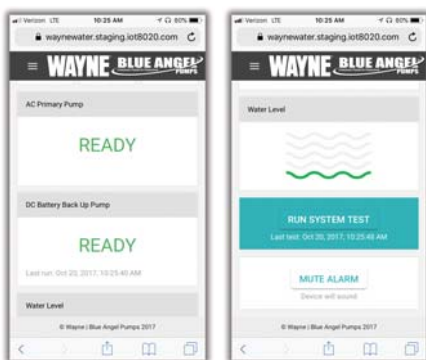 Verizon LTE 10:25 AM 80%
waynewater.staging.iot8020.com
WAYNE BLUE ANGEL PUMPS
AC Primary Pump
READY
DC Battery Back Up Pump
READY
Last run: Oct 20, 2017, 10:25:40 AM
Water Level
© Wayne | Blue Angel Pumps 2017
Verizon LTE 10:25 AM 80%
waynewater.staging.iot8020.com
WAYNE BLUE ANGEL PUMPS
Water Level
RUN SYSTEM TEST
Last test: Oct 20, 2017, 10:25:46 AM
MUTE ALARM
Device will sound
© Wayne | Blue Angel Pumps 2017